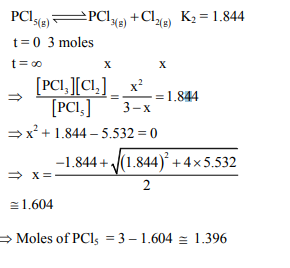 PCl5(g) ⇌ PCl3(g) + Cl2(g) K2 = 1.844
t = 0 3 moles
t = ∞ x x
⇒ [PCl3][Cl2] / [PCl5] = x² / 3 – x = 1.844
⇒ x² + 1.844 – 5.532 = 0
⇒ x = –1.844 + √((1.844)² + 4 × 5.532) / 2
≅ 1.604
⇒ Moles of PCl5 = 3 – 1.604 ≅ 1.396